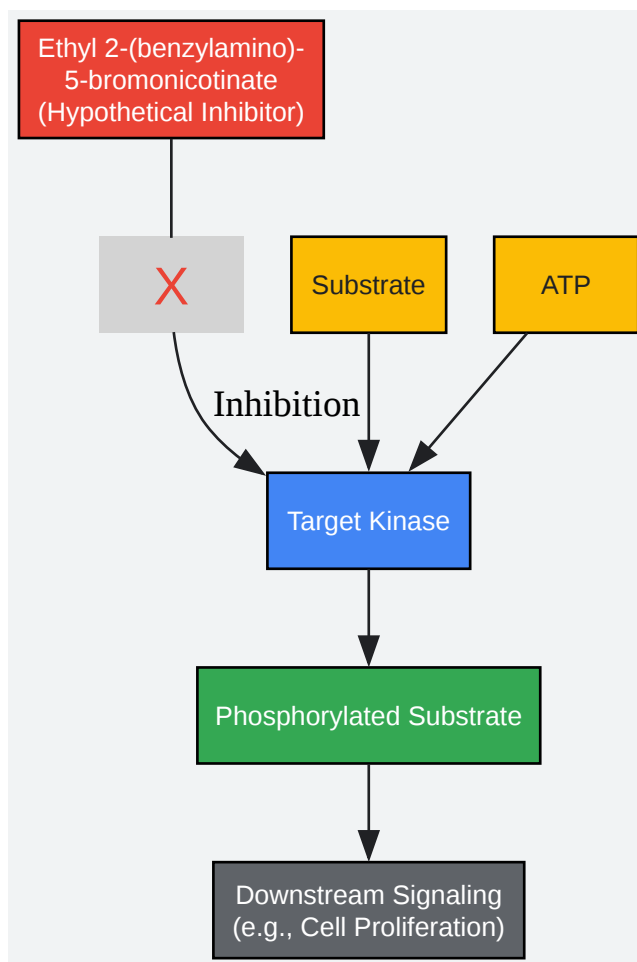 Ethyl 2-(benzylamino)-
5-bromonicotinate
(Hypothetical Inhibitor)
X
Substrate
ATP
Inhibition
Target Kinase
Phosphorylated Substrate
Downstream Signaling
(e.g., Cell Proliferation)